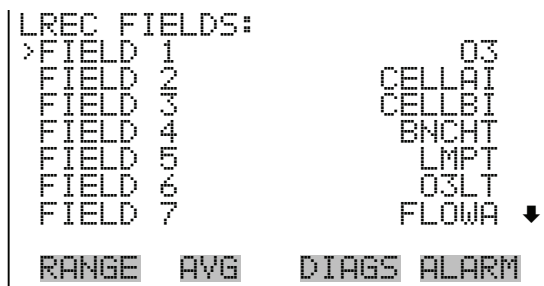 LREC FIELDS:
>FIELD 1 O3
FIELD 2 CELLAI
FIELD 3 CELLBI
FIELD 4 BNCHT
FIELD 5 LMPT
FIELD 6 O3LT
FIELD 7 FLOWA
RANGE AVG DIAGS ALARM